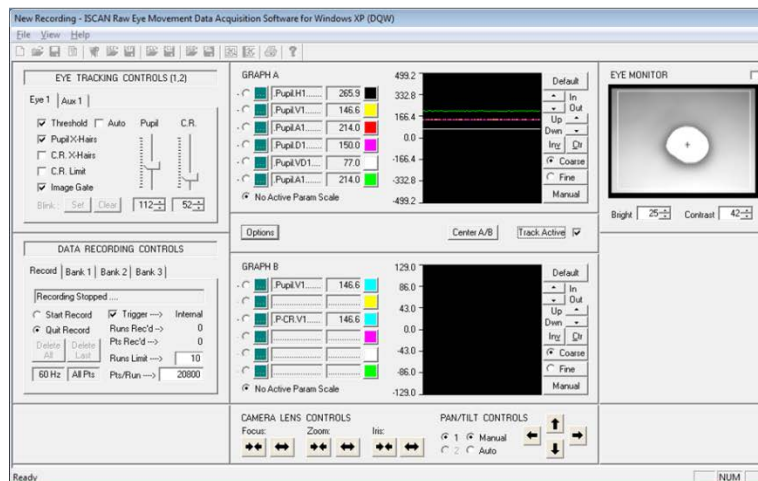 New Recording - ISCAN Raw Eye Movement Data Acquisition Software for Windows XP (DQW)
File View Help
EYE TRACKING CONTROLS (1,2)
Eye 1 Aux 1
Threshold Auto Pupil C.R.
Pupil X-Hairs
C.R. X-Hairs
C.R. Limit
Image Gate
Blink: Set Clear 112 52
DATA RECORDING CONTROLS
Record Bank 1 Bank 2 Bank 3
Recording Stopped ....
Start Record Trigger ---> Internal
Quit Record Runs Rec'd --> 0
Pts Rec'd --> 0
Delete All Delete Last
Runs Limit ---> 10
60 Hz All Pts Pts/Run ---> 20800
GRAPH A
.Pupil.H1....... 265.9
.Pupil.V1....... 146.6
.Pupil.A1....... 214.0
.Pupil.D1....... 150.0
.Pupil.VD1..... 77.0
.Pupil.A1....... 214.0
No Active Param Scale
499.2
332.8
166.4
0.0
-166.4
-332.8
-499.2
Default
In
Out
Up
Dwn
Inv Clr
Coarse
Fine
Manual
Options Center A/B Track Active
GRAPH B
.Pupil.V1....... 146.6
.P-CR.V1....... 146.6
No Active Param Scale
129.0
86.0
43.0
0.0
-43.0
-86.0
-129.0
Default
In
Out
Up
Dwn
Inv Clr
Coarse
Fine
Manual
EYE MONITOR
Bright 25 Contrast 42
CAMERA LENS CONTROLS
Focus: Zoom: Iris:
PAN/TILT CONTROLS
1 Manual
2 Auto
Ready NUM